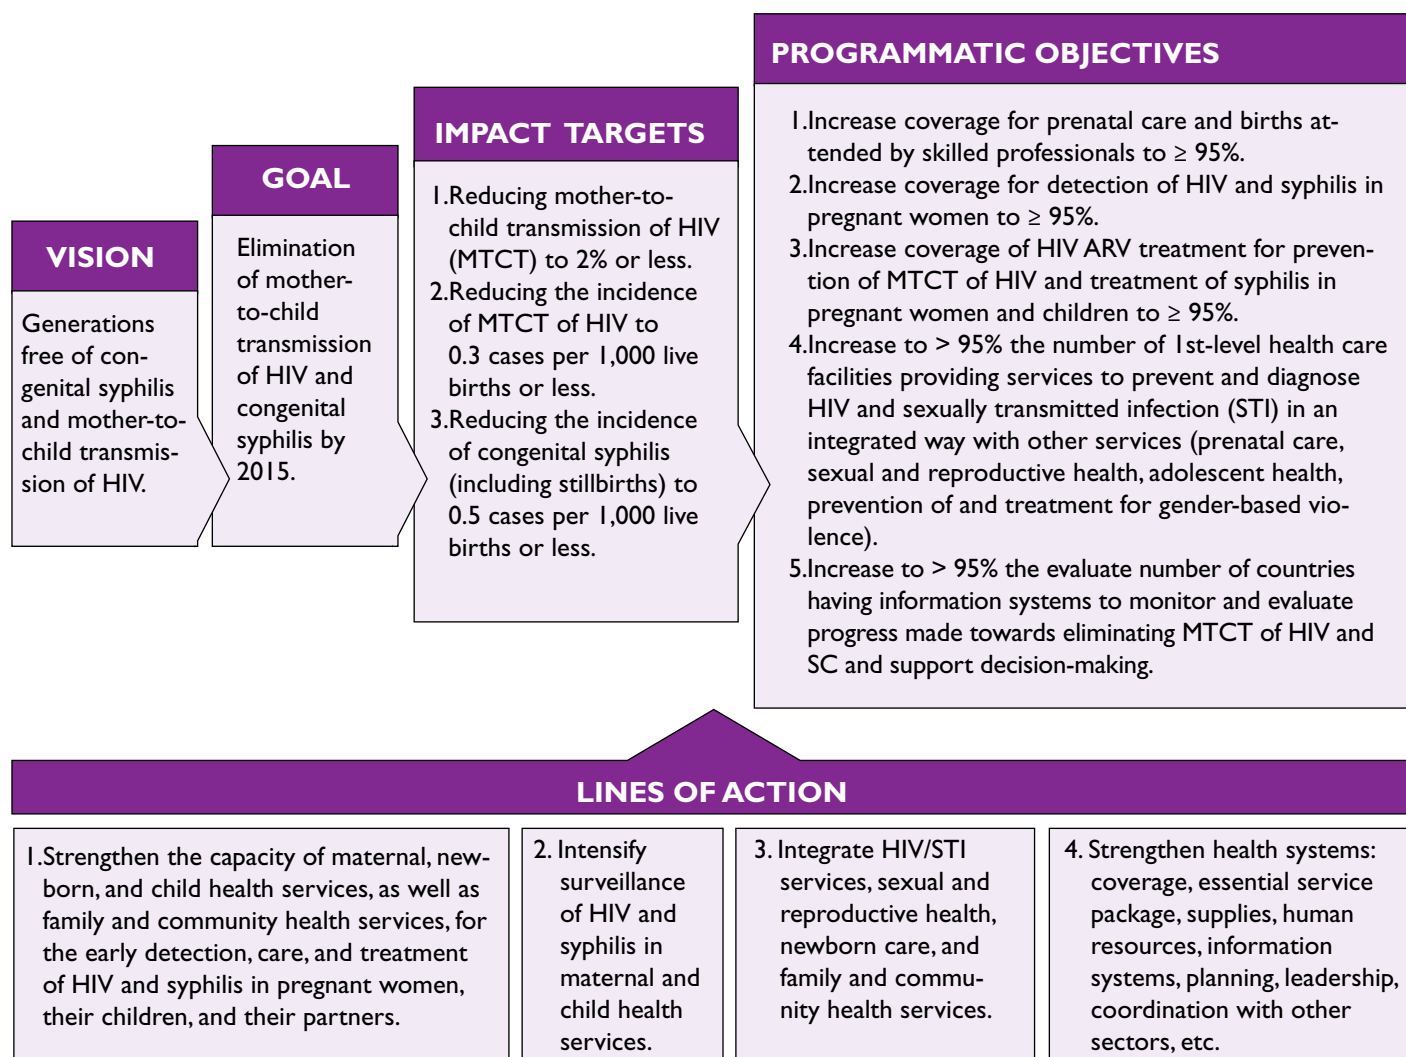 VISION
Generations
free of con-
genital syphilis
and mother-to-
child transmis-
sion of HIV.
GOAL
Elimination
of mother-
to-child
transmission
of HIV and
congenital
syphilis by
2015.
IMPACT TARGETS
1.Reducing mother-to-
child transmission of HIV
(MTCT) to 2% or less.
2.Reducing the incidence
of MTCT of HIV to
0.3 cases per 1,000 live
births or less.
3.Reducing the incidence
of congenital syphilis
(including stillbirths) to
0.5 cases per 1,000 live
births or less.
PROGRAMMATIC OBJECTIVES
1.Increase coverage for prenatal care and births at-
tended by skilled professionals to ≥ 95%.
2.Increase coverage for detection of HIV and syphilis in
pregnant women to ≥ 95%.
3.Increase coverage of HIV ARV treatment for preven-
tion of MTCT of HIV and treatment of syphilis in
pregnant women and children to ≥ 95%.
4.Increase to > 95% the number of 1st-level health care
facilities providing services to prevent and diagnose
HIV and sexually transmitted infection (STI) in an
integrated way with other services (prenatal care,
sexual and reproductive health, adolescent health,
prevention of and treatment for gender-based vio-
lence).
5.Increase to > 95% the evaluate number of countries
having information systems to monitor and evaluate
progress made towards eliminating MTCT of HIV and
SC and support decision-making.
LINES OF ACTION
1.Strengthen the capacity of maternal, new-
born, and child health services, as well as
family and community health services, for
the early detection, care, and treatment
of HIV and syphilis in pregnant women,
their children, and their partners.
2. Intensify
surveillance
of HIV and
syphilis in
maternal and
child health
services.
3. Integrate HIV/STI
services, sexual and
reproductive health,
newborn care, and
family and commu-
nity health services.
4. Strengthen health systems:
coverage, essential service
package, supplies, human
resources, information
systems, planning, leadership,
coordination with other
sectors, etc.